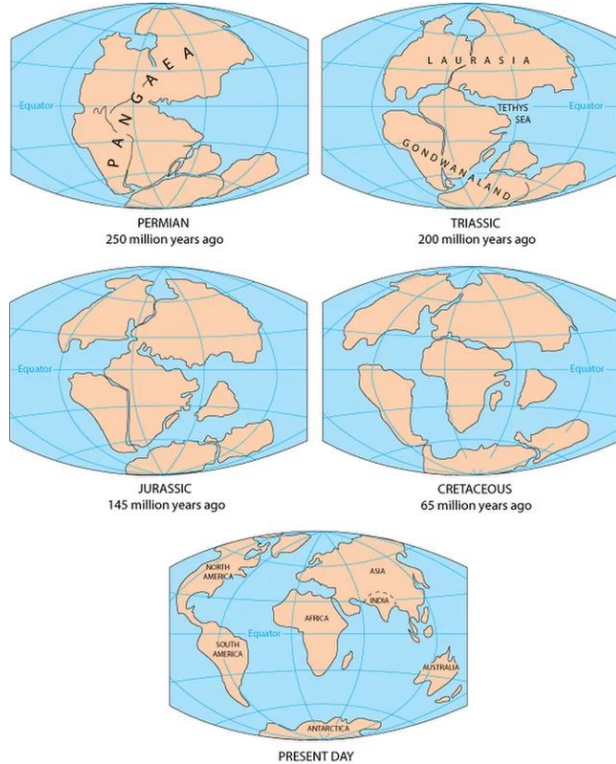 PANGAEA
Equator
PERMIAN
250 million years ago
LAURASIA
TETHYS
SEA
Equator
GONDWANALAND
TRIASSIC
200 million years ago
Equator
JURASSIC
145 million years ago
Equator
CRETACEOUS
65 million years ago
NORTH
AMERICA
ASIA
INDIA
AFRICA
Equator
SOUTH
AMERICA
AUSTRALIA
ANTARCTICA
PRESENT DAY